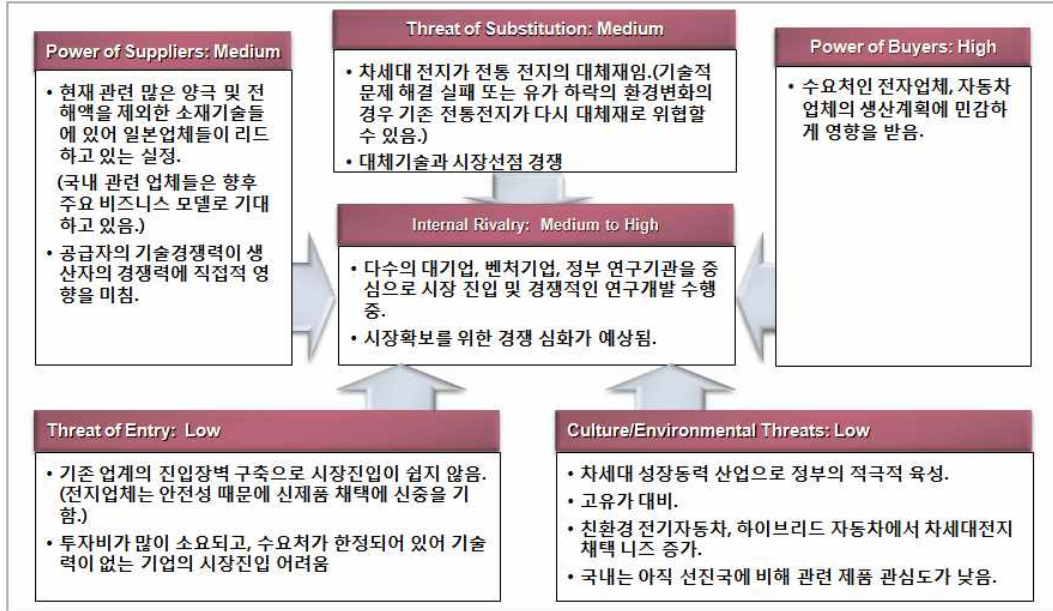 Power of Suppliers: Medium
• 현재 관련 많은 양극 및 전
해액을 제외한 소재기술들
에 있어 일본업체들이 리드
하고 있는 실정.
(국내 관련 업체들은 향후
주요 비즈니스 모델로 기대
하고 있음.)
• 공급자의 기술경쟁력이 생
산자의 경쟁력에 직접적 영
향을 미침.
Threat of Substitution: Medium
• 차세대 전지가 전통 전지의 대체재임.(기술적
문제 해결 실패 또는 유가 하락의 환경변화의
경우 기존 전통전지가 다시 대체재로 위협할
수 있음.)
• 대체기술과 시장선점 경쟁
Power of Buyers: High
• 수요처인 전자업체, 자동차
업체의 생산계획에 민감하
게 영향을 받음.
Internal Rivalry: Medium to High
• 다수의 대기업, 벤처기업, 정부 연구기관을 중
심으로 시장 진입 및 경쟁적인 연구개발 수행
중.
• 시장확보를 위한 경쟁 심화가 예상됨.
Threat of Entry: Low
• 기존 업계의 진입장벽 구축으로 시장진입이 쉽지 않음.
(전지업체는 안전성 때문에 신제품 채택에 신중을 기
함.)
• 투자비가 많이 소요되고, 수요처가 한정되어 있어 기술
력이 없는 기업의 시장진입 어려움
Culture/Environmental Threats: Low
• 차세대 성장동력 산업으로 정부의 적극적 육성.
• 고유가 대비.
• 친환경 전기자동차, 하이브리드 자동차에서 차세대전지
채택 니즈 증가.
• 국내는 아직 선진국에 비해 관련 제품 관심도가 낮음.